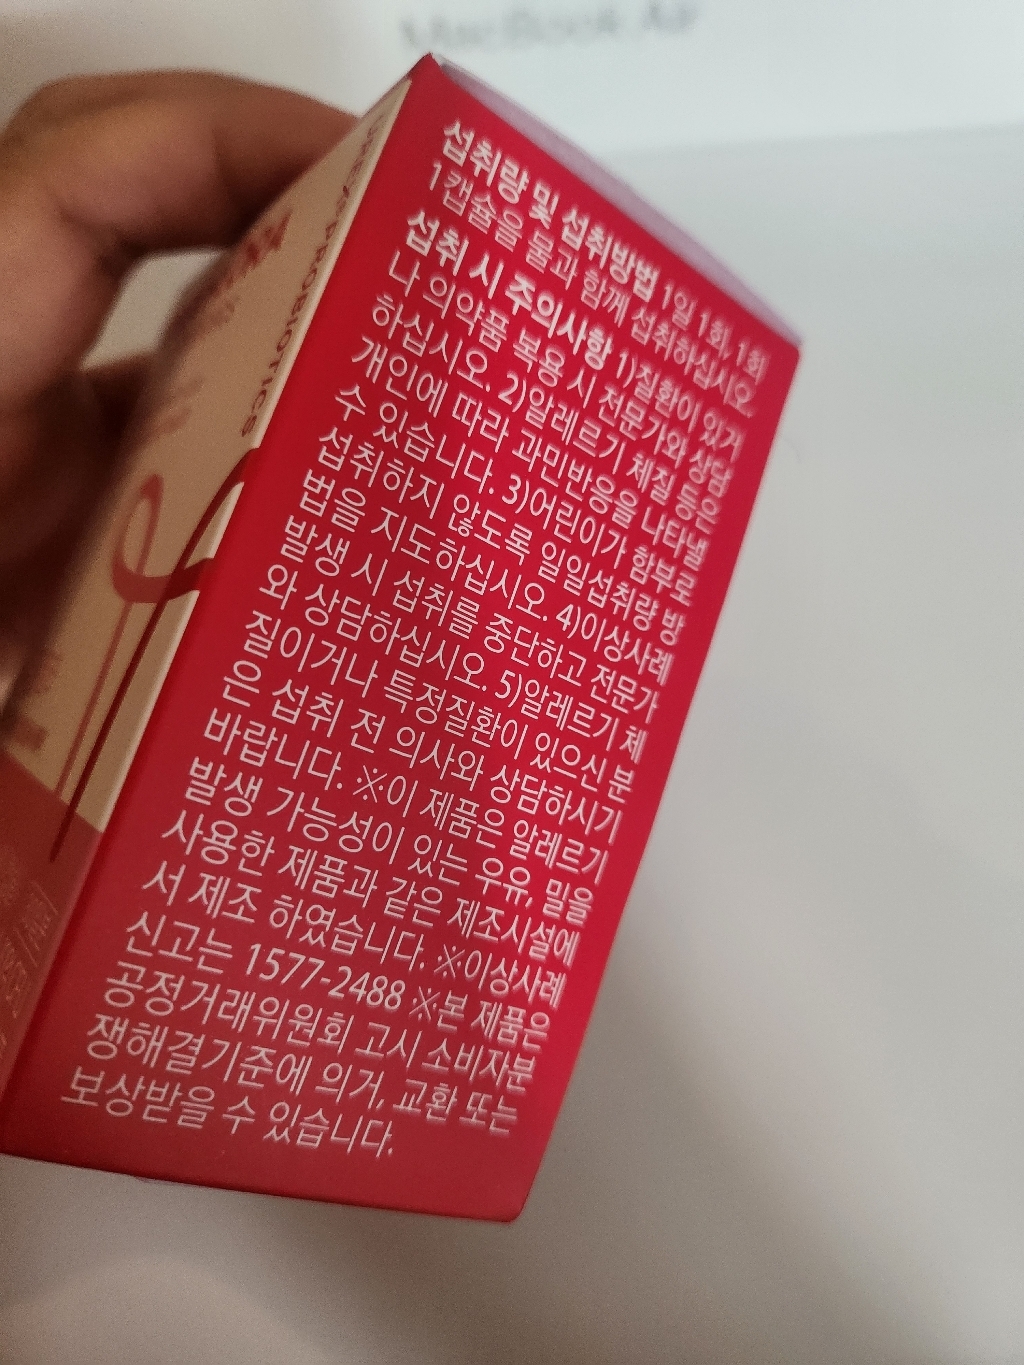 MacBook Air
PROBIOTICS
섭취량 및 섭취방법 1일 1회, 1회
1캡슐을 물과 함께 섭취하십시오.
섭취 시 주의사항 1)질환이 있거
나 의약품 복용 시 전문가와 상담
하십시오. 2)알레르기 체질 등은
개인에 따라 과민반응을 나타낼
수 있습니다. 3)어린이가 함부로
섭취하지 않도록 일일섭취량 방
법을 지도하십시오. 4)이상사례
발생 시 섭취를 중단하고 전문가
와 상담하십시오. 5)알레르기 체
질이거나 특정질환이 있으신 분
은 섭취 전 의사와 상담하시기
바랍니다. ※이 제품은 알레르기
발생 가능성이 있는 우유, 밀을
사용한 제품과 같은 제조시설에
서 제조 하였습니다. ※이상사례
신고는 1577-2488 ※본 제품은
공정거래위원회 고시 소비자분
쟁해결기준에 의거, 교환 또는
보상받을 수 있습니다.